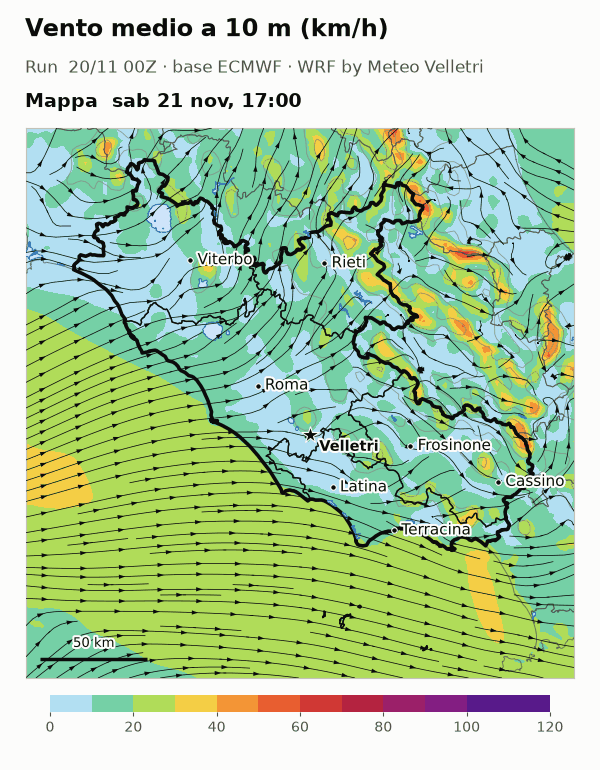 Vento medio a 10 m (km/h)
Run  20/11 00Z · base ECMWF · WRF by Meteo Velletri
Mappa  sab 21 nov, 17:00
Viterbo
Rieti
Roma
Velletri
Frosinone
Cassino
Latina
Terracina
50 km
0 20 40 60 80 100 120